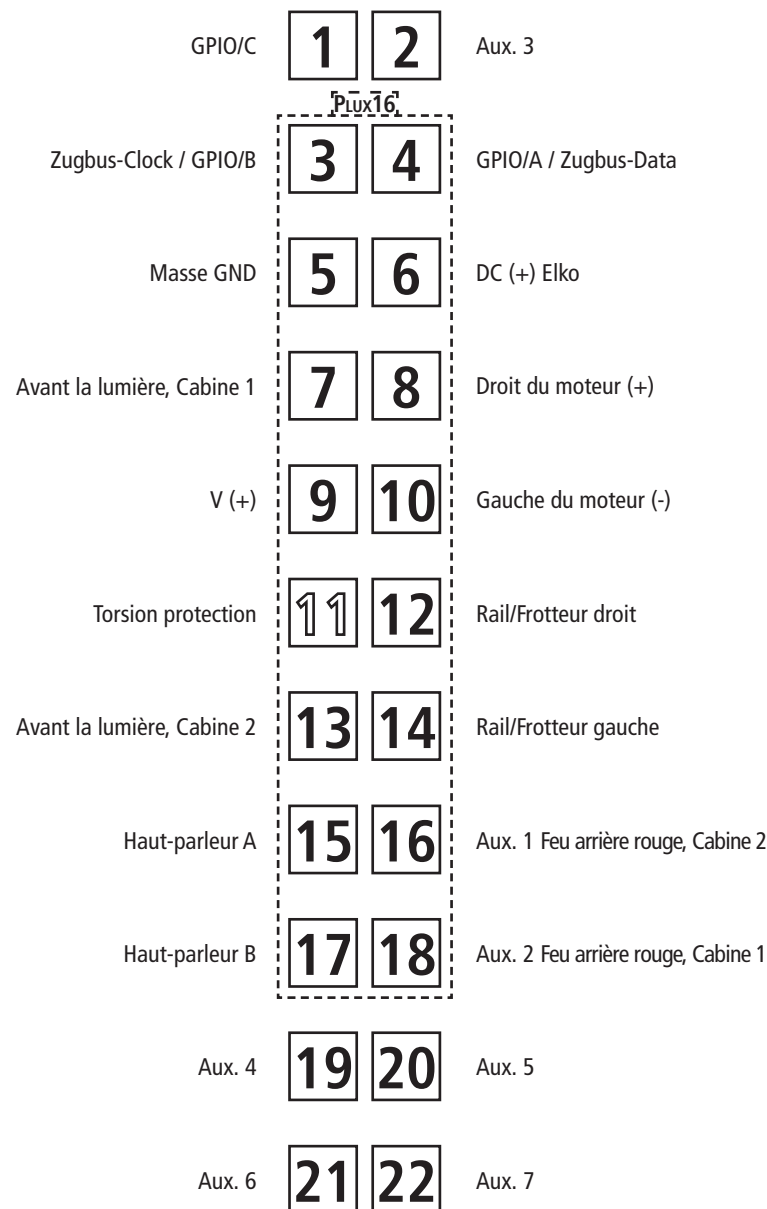 GPIO/C 1 2 Aux. 3
PLUX16
Zugbus-Clock / GPIO/B 3 4 GPIO/A / Zugbus-Data
Masse GND 5 6 DC (+) Elko
Avant la lumière, Cabine 1 7 8 Droit du moteur (+)
V (+) 9 10 Gauche du moteur (-)
Torsion protection 11 12 Rail/Frotteur droit
Avant la lumière, Cabine 2 13 14 Rail/Frotteur gauche
Haut-parleur A 15 16 Aux. 1 Feu arrière rouge, Cabine 2
Haut-parleur B 17 18 Aux. 2 Feu arrière rouge, Cabine 1
Aux. 4 19 20 Aux. 5
Aux. 6 21 22 Aux. 7